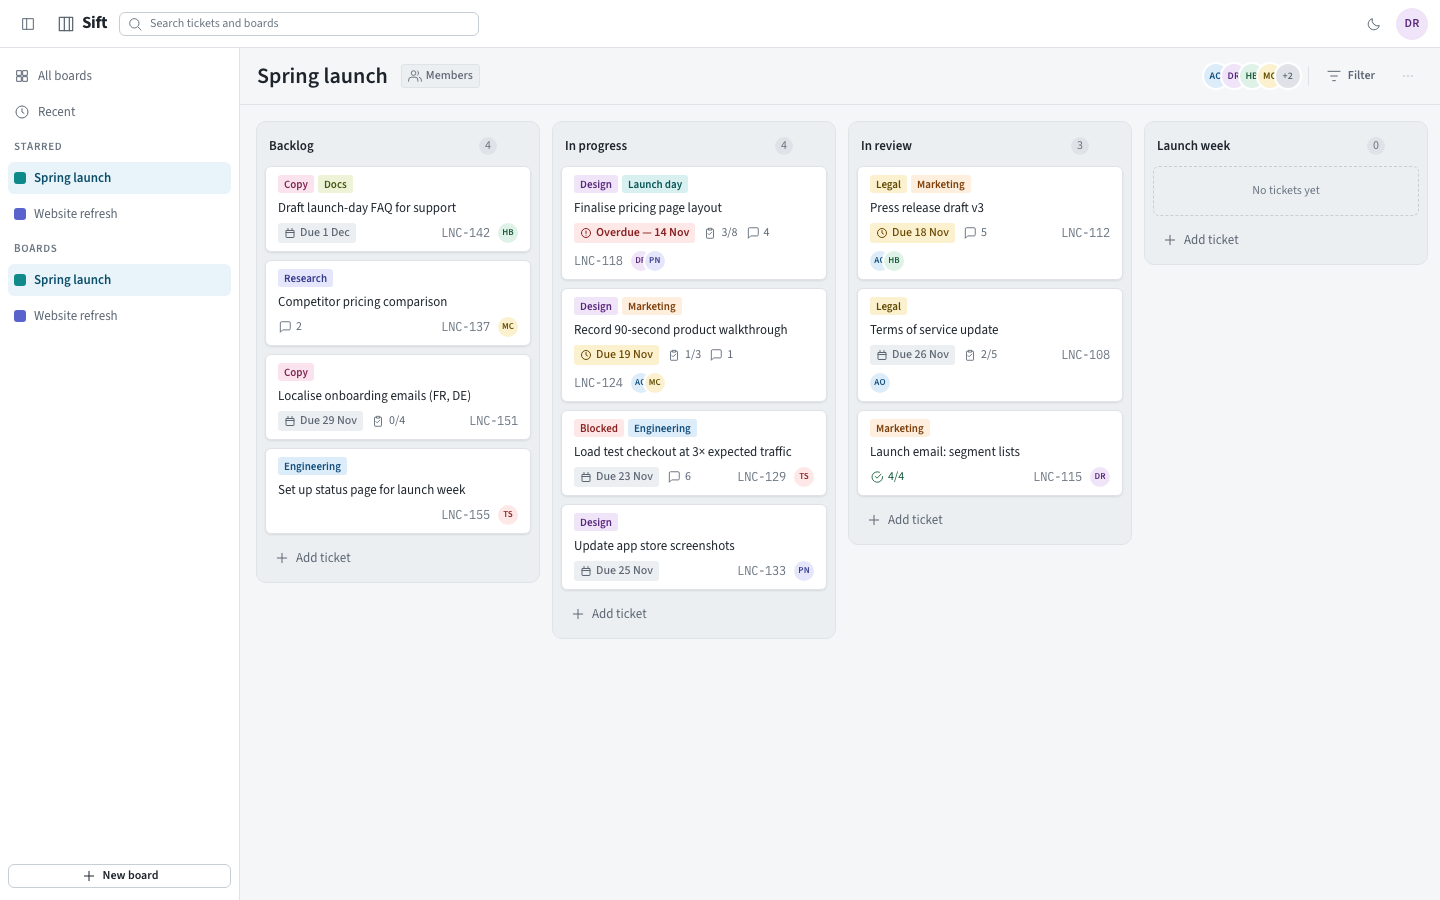 Sift
Search tickets and boards
DR
All boards
Recent
STARRED
Spring launch
Website refresh
BOARDS
Spring launch
Website refresh
New board
Spring launch
Members
DR
+2
Filter
Backlog
4
Copy Docs
Draft launch-day FAQ for support
Due 1 Dec LNC-142 HB
Research
Competitor pricing comparison
2 LNC-137 MC
Copy
Localise onboarding emails (FR, DE)
Due 29 Nov 0/4 LNC-151
Engineering
Set up status page for launch week
LNC-155 TS
Add ticket
In progress
4
Design Launch day
Finalise pricing page layout
Overdue — 14 Nov 3/8 4
LNC-118 PN
Design Marketing
Record 90-second product walkthrough
Due 19 Nov 1/3 1
LNC-124 MC
Blocked Engineering
Load test checkout at 3× expected traffic
Due 23 Nov 6 LNC-129 TS
Design
Update app store screenshots
Due 25 Nov LNC-133 PN
Add ticket
In review
3
Legal Marketing
Press release draft v3
Due 18 Nov 5 LNC-112
HB
Legal
Terms of service update
Due 26 Nov 2/5 LNC-108
AO
Marketing
Launch email: segment lists
4/4 LNC-115 DR
Add ticket
Launch week
0
No tickets yet
Add ticket